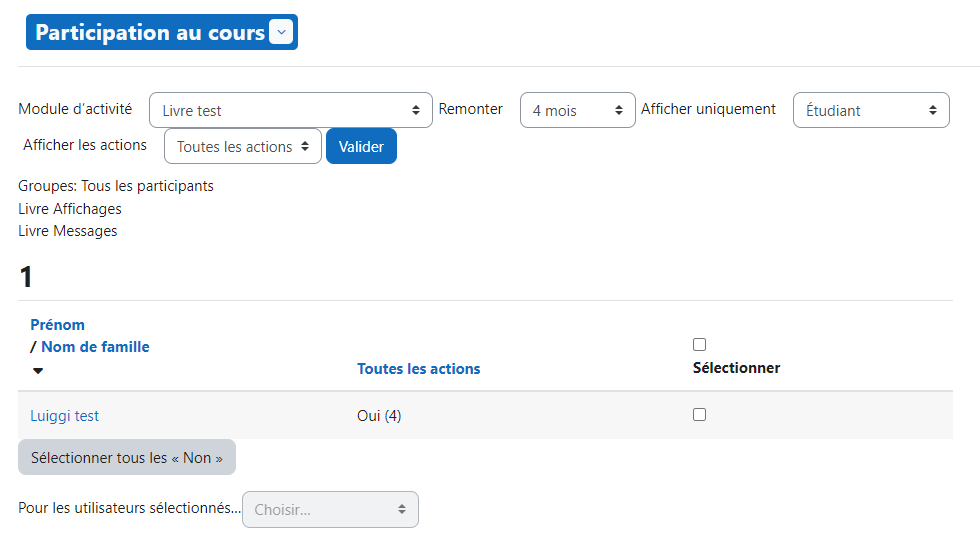 Participation au cours
Module d’activité Livre test Remonter 4 mois Afficher uniquement Étudiant
Afficher les actions Toutes les actions Valider
Groupes: Tous les participants
Livre Affichages
Livre Messages
1
Prénom
/ Nom de famille
Toutes les actions Sélectionner
Luiggi test Oui (4)
Sélectionner tous les « Non »
Pour les utilisateurs sélectionnés... Choisir...